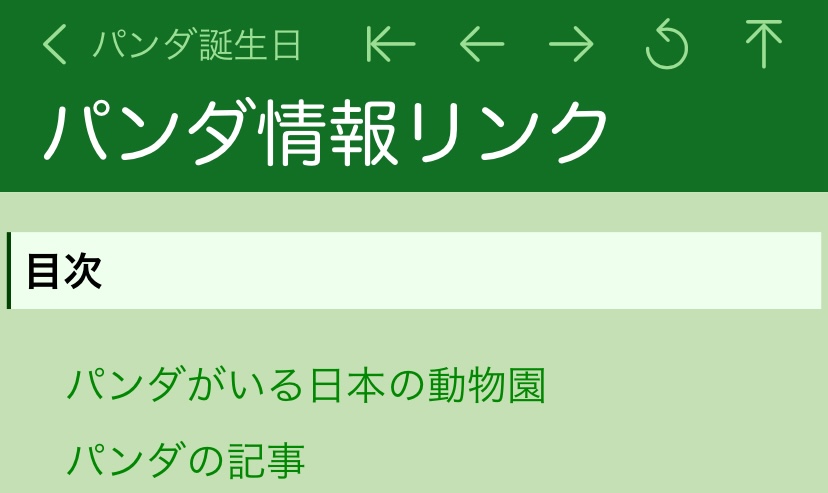 パンダ誕生日
パンダ情報リンク
目次
パンダがいる日本の動物園
パンダの記事